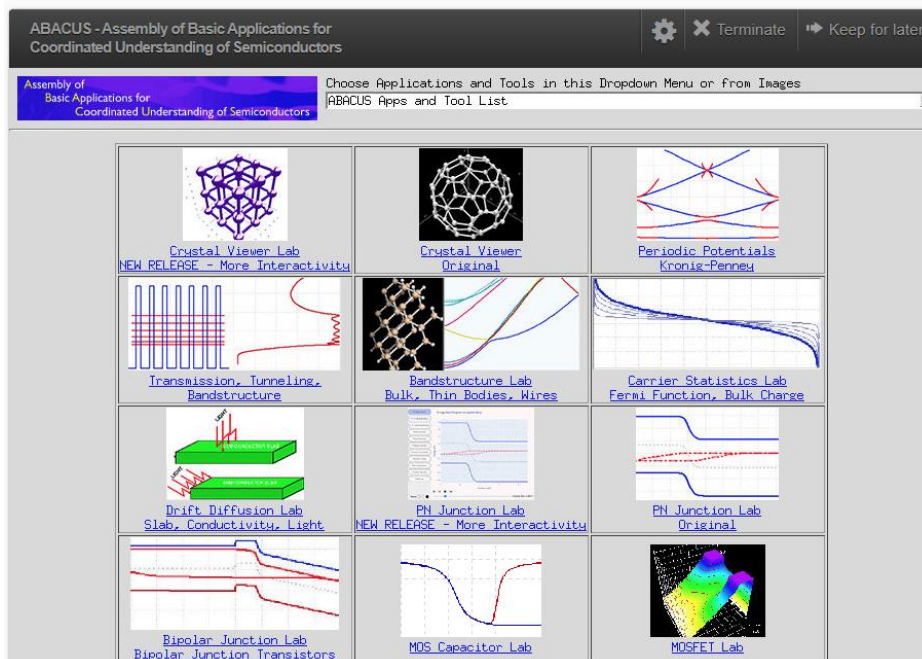 ABACUS - Assembly of Basic Applications for
Coordinated Understanding of Semiconductors
Terminate
Keep for later
Assembly of
Basic Applications for
Coordinated Understanding of Semiconductors
Choose Applications and Tools in this Dropdown Menu or from Images
ABACUS Apps and Tool List
Crystal Viewer Lab
NEW RELEASE - More Interactivity
Crystal Viewer
Original
Periodic Potentials
Kronig-Penney
Transmission, Tunneling,
Bandstructure
Bandstructure Lab
Bulk, Thin Bodies, Wires
Carrier Statistics Lab
Fermi Function, Bulk Charge
LIGHT
LIGHT
Drift Diffusion Lab
Slab, Conductivity, Light
PN Junction Lab
NEW RELEASE - More Interactivity
PN Junction Lab
Original
Bipolar Junction Lab
Bipolar Junction Transistors
MOS Capacitor Lab
MOSFET Lab